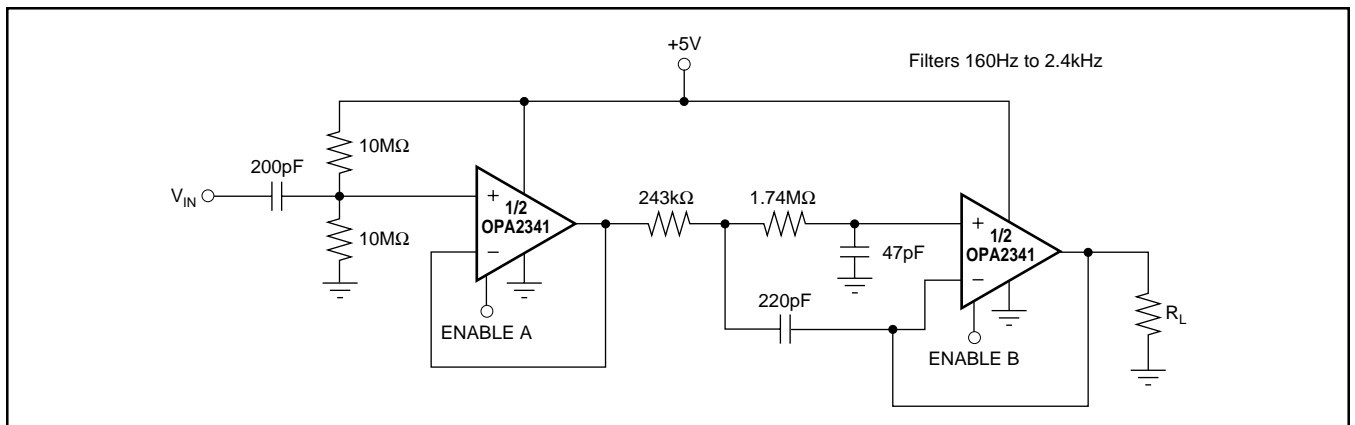 +5V
Filters 160Hz to 2.4kHz
10MΩ
200pF
V_IN
10MΩ
+
1/2
OPA2341
−
ENABLE A
243kΩ
1.74MΩ
47pF
220pF
+
1/2
OPA2341
−
ENABLE B
R_L